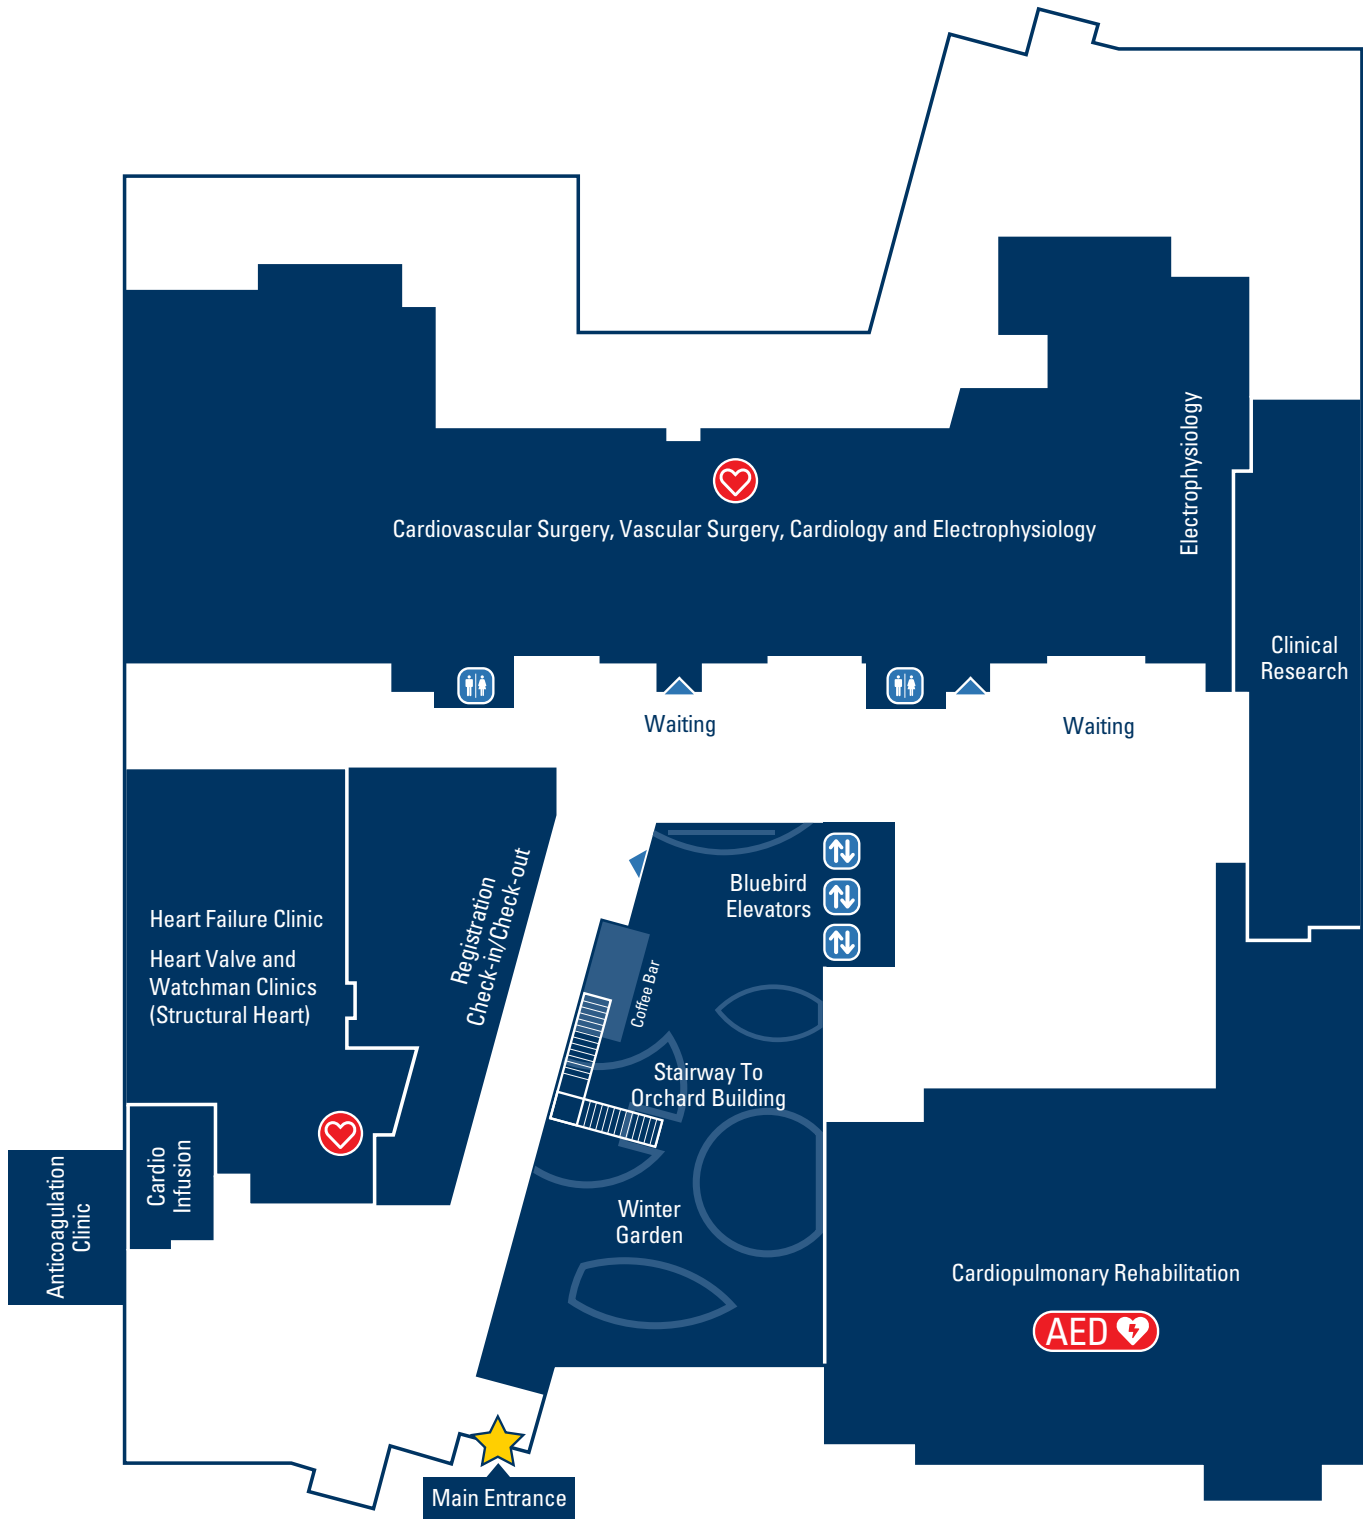 Electrophysiology
Cardiovascular Surgery, Vascular Surgery, Cardiology and Electrophysiology
Clinical
Research
Waiting
Waiting
Registration
Check-in/Check-out
Bluebird
Elevators
Heart Failure Clinic
Heart Valve and
Watchman Clinics
(Structural Heart)
Coffee Bar
Stairway To
Orchard Building
Cardio
Infusion
Anticoagulation
Clinic
Winter
Garden
Cardiopulmonary Rehabilitation
AED
Main Entrance